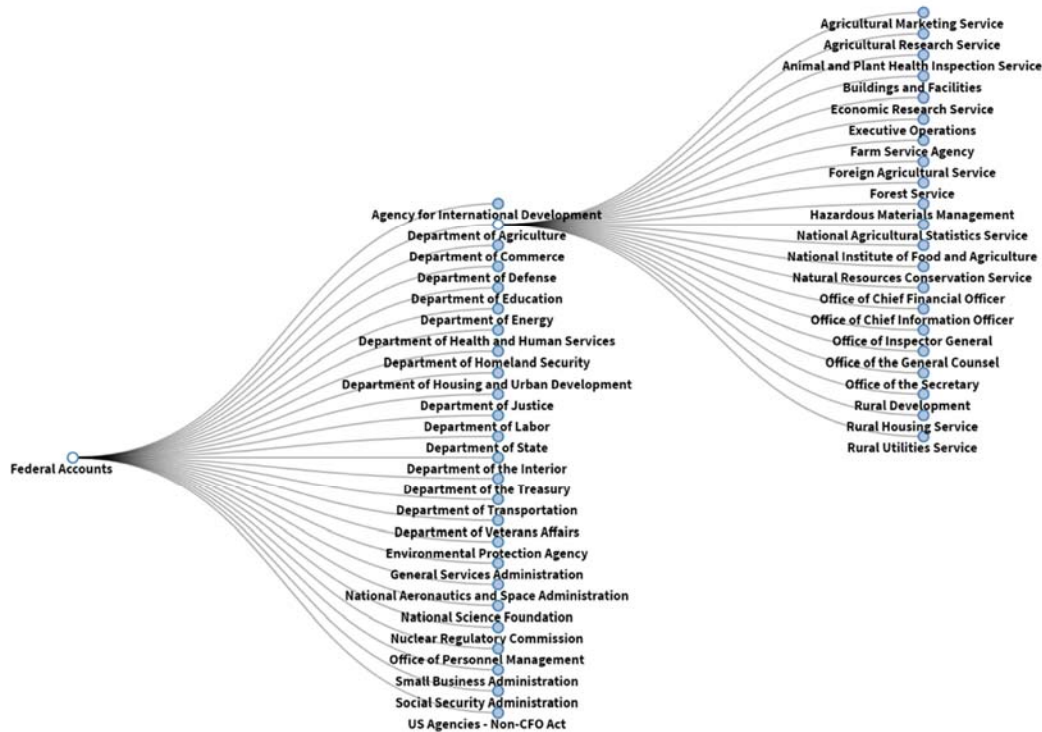 Federal Accounts
Agency for International Development
Department of Agriculture
Department of Commerce
Department of Defense
Department of Education
Department of Energy
Department of Health and Human Services
Department of Homeland Security
Department of Housing and Urban Development
Department of Justice
Department of Labor
Department of State
Department of the Interior
Department of the Treasury
Department of Transportation
Department of Veterans Affairs
Environmental Protection Agency
General Services Administration
National Aeronautics and Space Administration
National Science Foundation
Nuclear Regulatory Commission
Office of Personnel Management
Small Business Administration
Social Security Administration
US Agencies - Non-CFO Act
Agricultural Marketing Service
Agricultural Research Service
Animal and Plant Health Inspection Service
Buildings and Facilities
Economic Research Service
Executive Operations
Farm Service Agency
Foreign Agricultural Service
Forest Service
Hazardous Materials Management
National Agricultural Statistics Service
National Institute of Food and Agriculture
Natural Resources Conservation Service
Office of Chief Financial Officer
Office of Chief Information Officer
Office of Inspector General
Office of the General Counsel
Office of the Secretary
Rural Development
Rural Housing Service
Rural Utilities Service